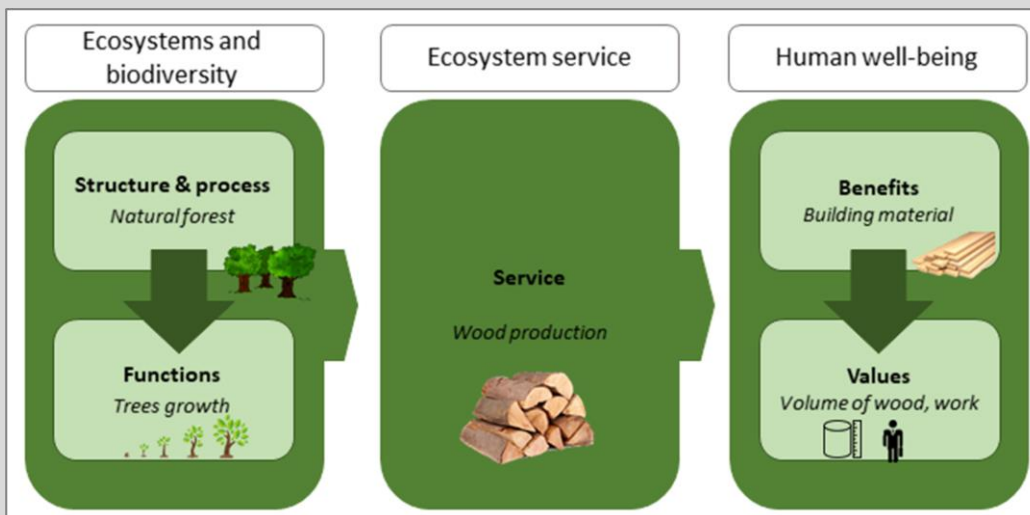 Ecosystems and
biodiversity
Ecosystem service
Human well-being
Structure & process
Natural forest
Functions
Trees growth
Service
Wood production
Benefits
Building material
Values
Volume of wood, work